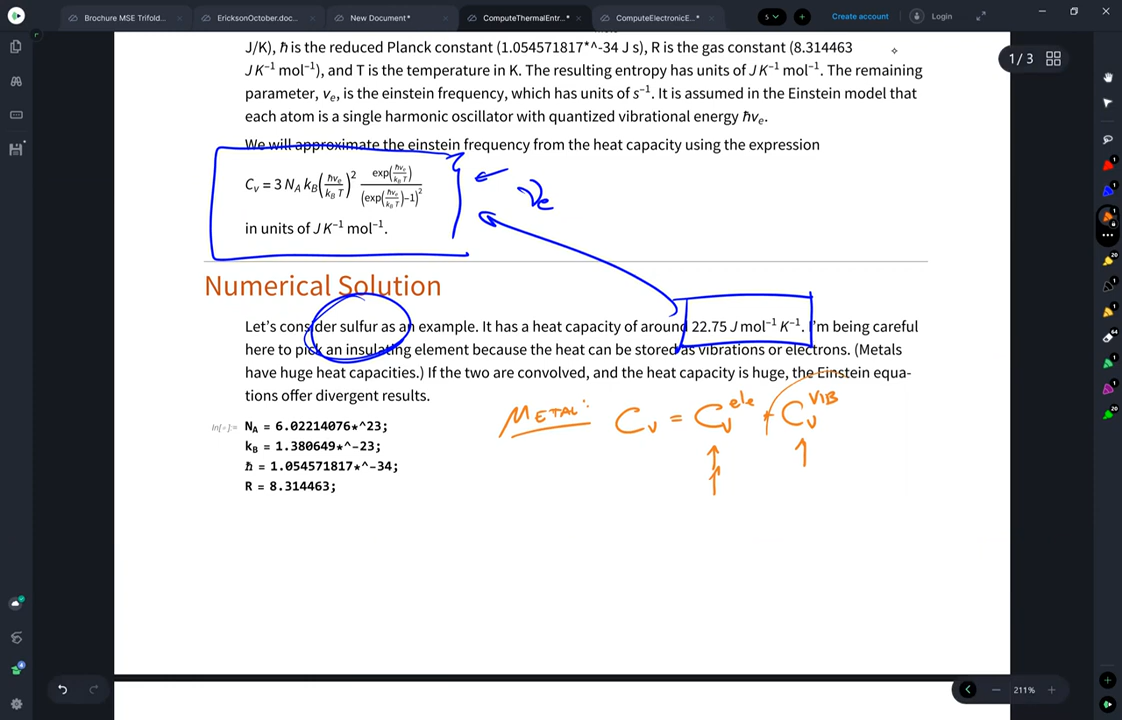 Brochure MSE Trifold...
EricksonOctober.doc...
New Document*
ComputeThermalEntr...*
ComputeElectronicE...*
5
Create account
Login
J/K), ℏ is the reduced Planck constant (1.054571817*^-34 J s), R is the gas constant (8.314463
J K⁻¹ mol⁻¹), and T is the temperature in K. The resulting entropy has units of J K⁻¹ mol⁻¹. The remaining
parameter, νₑ, is the einstein frequency, which has units of s⁻¹. It is assumed in the Einstein model that
each atom is a single harmonic oscillator with quantized vibrational energy ℏνₑ.
We will approximate the einstein frequency from the heat capacity using the expression
Cᵥ = 3 N_A k_B (ℏνₑ/k_B T)² exp(ℏνₑ/k_B T)/(exp(ℏνₑ/k_B T)-1)²
νₑ
in units of J K⁻¹ mol⁻¹.
Numerical Solution
Let's consider sulfur as an example. It has a heat capacity of around 22.75 J mol⁻¹ K⁻¹. I'm being careful
here to pick an insulating element because the heat can be stored as vibrations or electrons. (Metals
have huge heat capacities.) If the two are convolved, and the heat capacity is huge, the Einstein equa-
tions offer divergent results.
METAL: Cᵥ = Cᵥ^ele + Cᵥ^VIB
In[•]:= N_A = 6.02214076*^23;
k_B = 1.380649*^-23;
ℏ = 1.054571817*^-34;
R = 8.314463;
1 / 3
211%